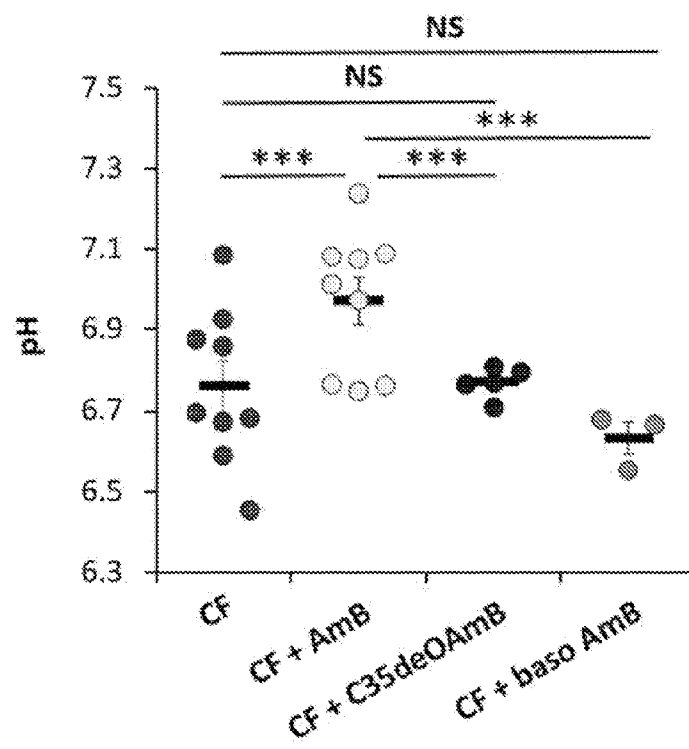 NS
NS
***
*** ***
pH
7.5
7.3
7.1
6.9
6.7
6.5
6.3
CF
CF + AmB
CF + C35deOAmB
CF + baso AmB